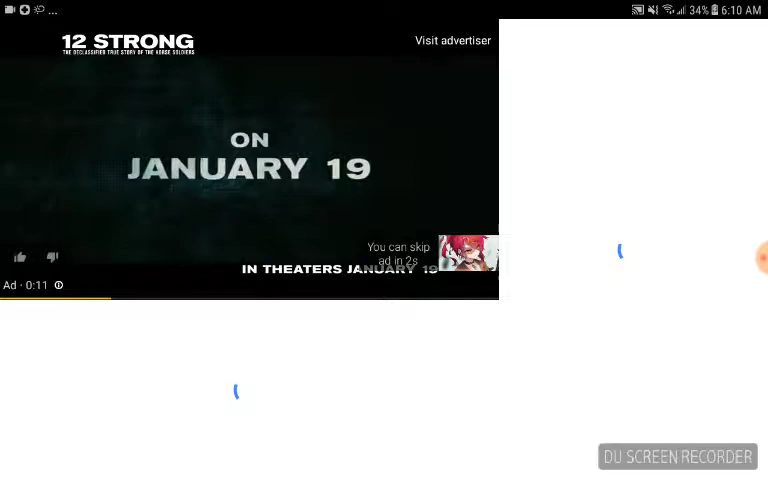 ... 34% 6:10 AM
12 STRONG
THE DECLASSIFIED TRUE STORY OF THE HORSE SOLDIERS
Visit advertiser
ON
JANUARY 19
You can skip
ad in 2s
IN THEATERS JANUARY 19
Ad · 0:11
DU SCREEN RECORDER